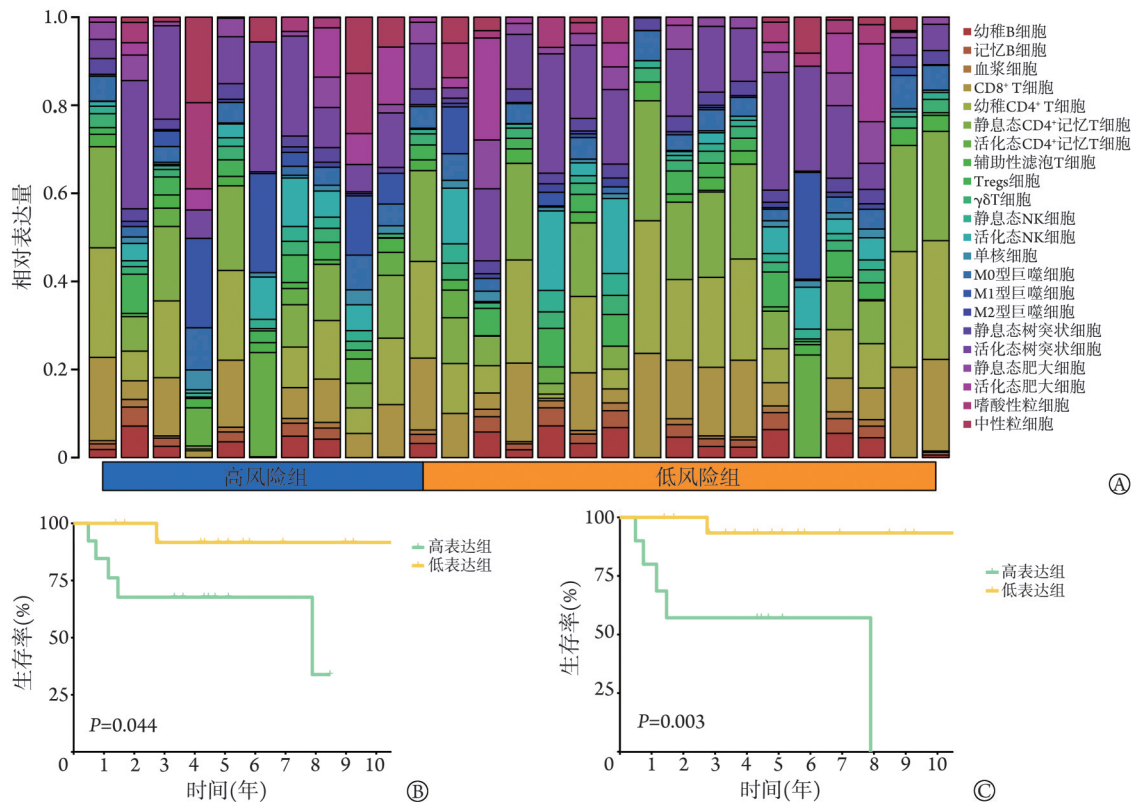 1.0
0.8
0.6
0.4
0.2
0
相对表达量
幼稚B细胞
记忆B细胞
血浆细胞
CD8⁺ T细胞
幼稚CD4⁺ T细胞
静息态CD4⁺记忆T细胞
活化态CD4⁺记忆T细胞
辅助性滤泡T细胞
Tregs细胞
γδT细胞
静息态NK细胞
活化态NK细胞
单核细胞
M0型巨噬细胞
M1型巨噬细胞
M2型巨噬细胞
静息态树突状细胞
活化态树突状细胞
静息态肥大细胞
活化态肥大细胞
嗜酸性粒细胞
中性粒细胞
高风险组
低风险组
Ⓐ
100
75
50
25
生存率(%)
高表达组
低表达组
P=0.044
0 1 2 3 4 5 6 7 8 9 10
时间(年)
Ⓑ
100
75
50
25
生存率(%)
高表达组
低表达组
P=0.003
0 1 2 3 4 5 6 7 8 9 10
时间(年)
Ⓒ